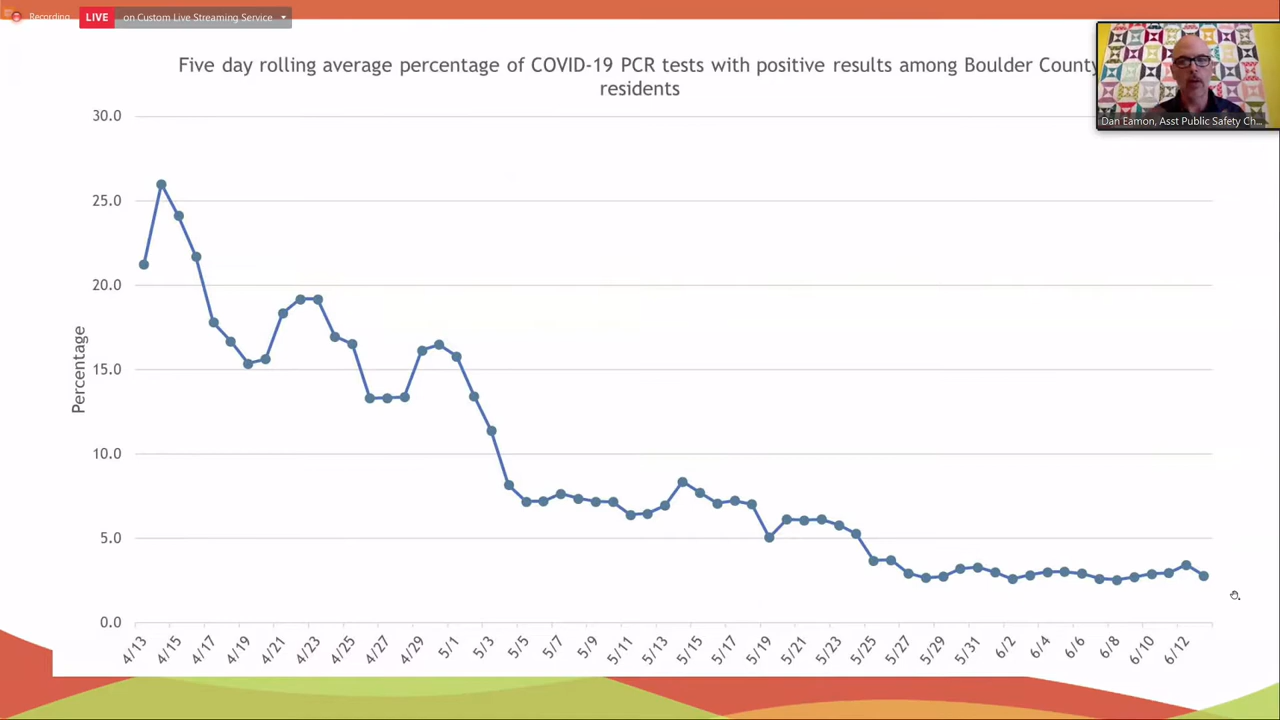 Recording
LIVE on Custom Live Streaming Service
Five day rolling average percentage of COVID-19 PCR tests with positive results among Boulder County
residents
Dan Eamon, Asst Public Safety Ch...
Percentage
30.0
25.0
20.0
15.0
10.0
5.0
0.0
4/13 4/15 4/17 4/19 4/21 4/23 4/25 4/27 4/29 5/1 5/3 5/5 5/7 5/9 5/11 5/13 5/15 5/17 5/19 5/21 5/23 5/25 5/27 5/29 5/31 6/2 6/4 6/6 6/8 6/10 6/12